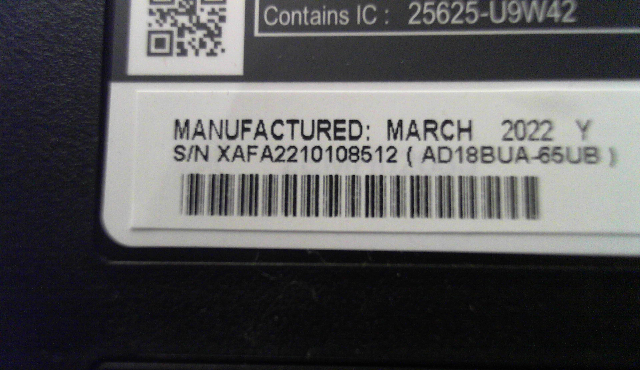 Contains IC : 25625-U9W42
MANUFACTURED: MARCH 2022 Y
S/N XAFA2210108512 ( AD18BUA-65UB )